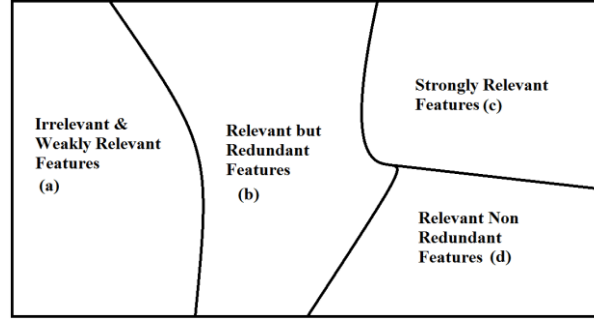 Irrelevant &
Weakly Relevant
Features
(a)
Relevant but
Redundant
Features
(b)
Strongly Relevant
Features (c)
Relevant Non
Redundant
Features (d)